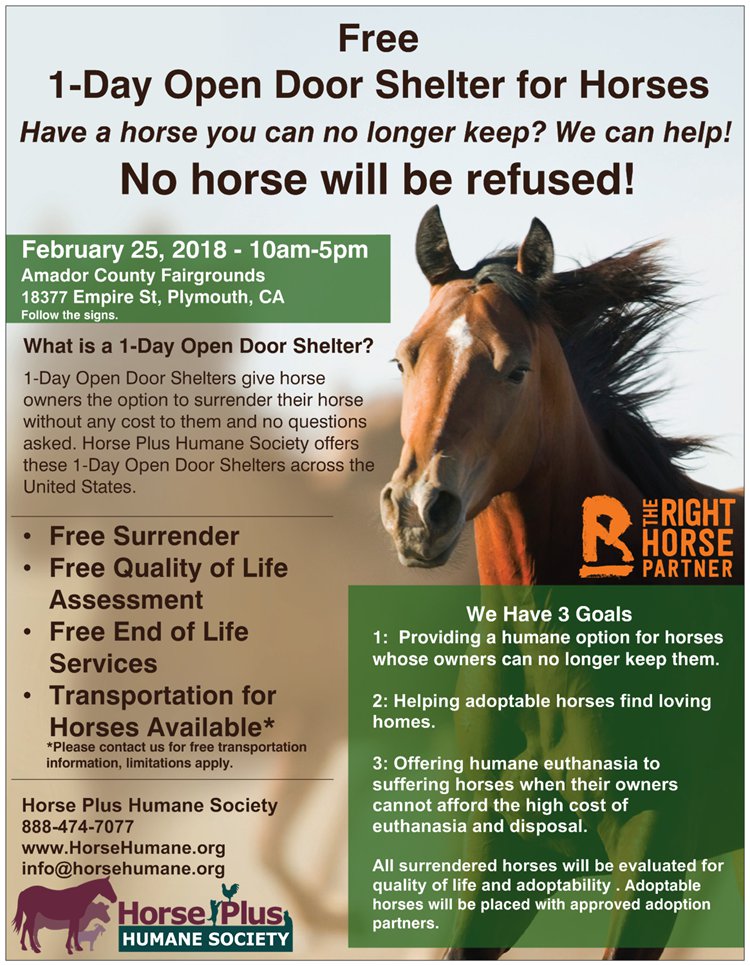 Free
1-Day Open Door Shelter for Horses
Have a horse you can no longer keep? We can help!
No horse will be refused!
February 25, 2018 - 10am-5pm
Amador County Fairgrounds
18377 Empire St, Plymouth, CA
Follow the signs.
What is a 1-Day Open Door Shelter?
1-Day Open Door Shelters give horse
owners the option to surrender their horse
without any cost to them and no questions
asked. Horse Plus Humane Society offers
these 1-Day Open Door Shelters across the
United States.
• Free Surrender
• Free Quality of Life
Assessment
• Free End of Life
Services
• Transportation for
Horses Available*
*Please contact us for free transportation
information, limitations apply.
Horse Plus Humane Society
888-474-7077
www.HorseHumane.org
info@horsehumane.org
Horse Plus
HUMANE SOCIETY
R
THE RIGHT
HORSE
PARTNER
We Have 3 Goals
1:  Providing a humane option for horses
whose owners can no longer keep them.
2: Helping adoptable horses find loving
homes.
3: Offering humane euthanasia to
suffering horses when their owners
cannot afford the high cost of
euthanasia and disposal.
All surrendered horses will be evaluated for
quality of life and adoptability . Adoptable
horses will be placed with approved adoption
partners.